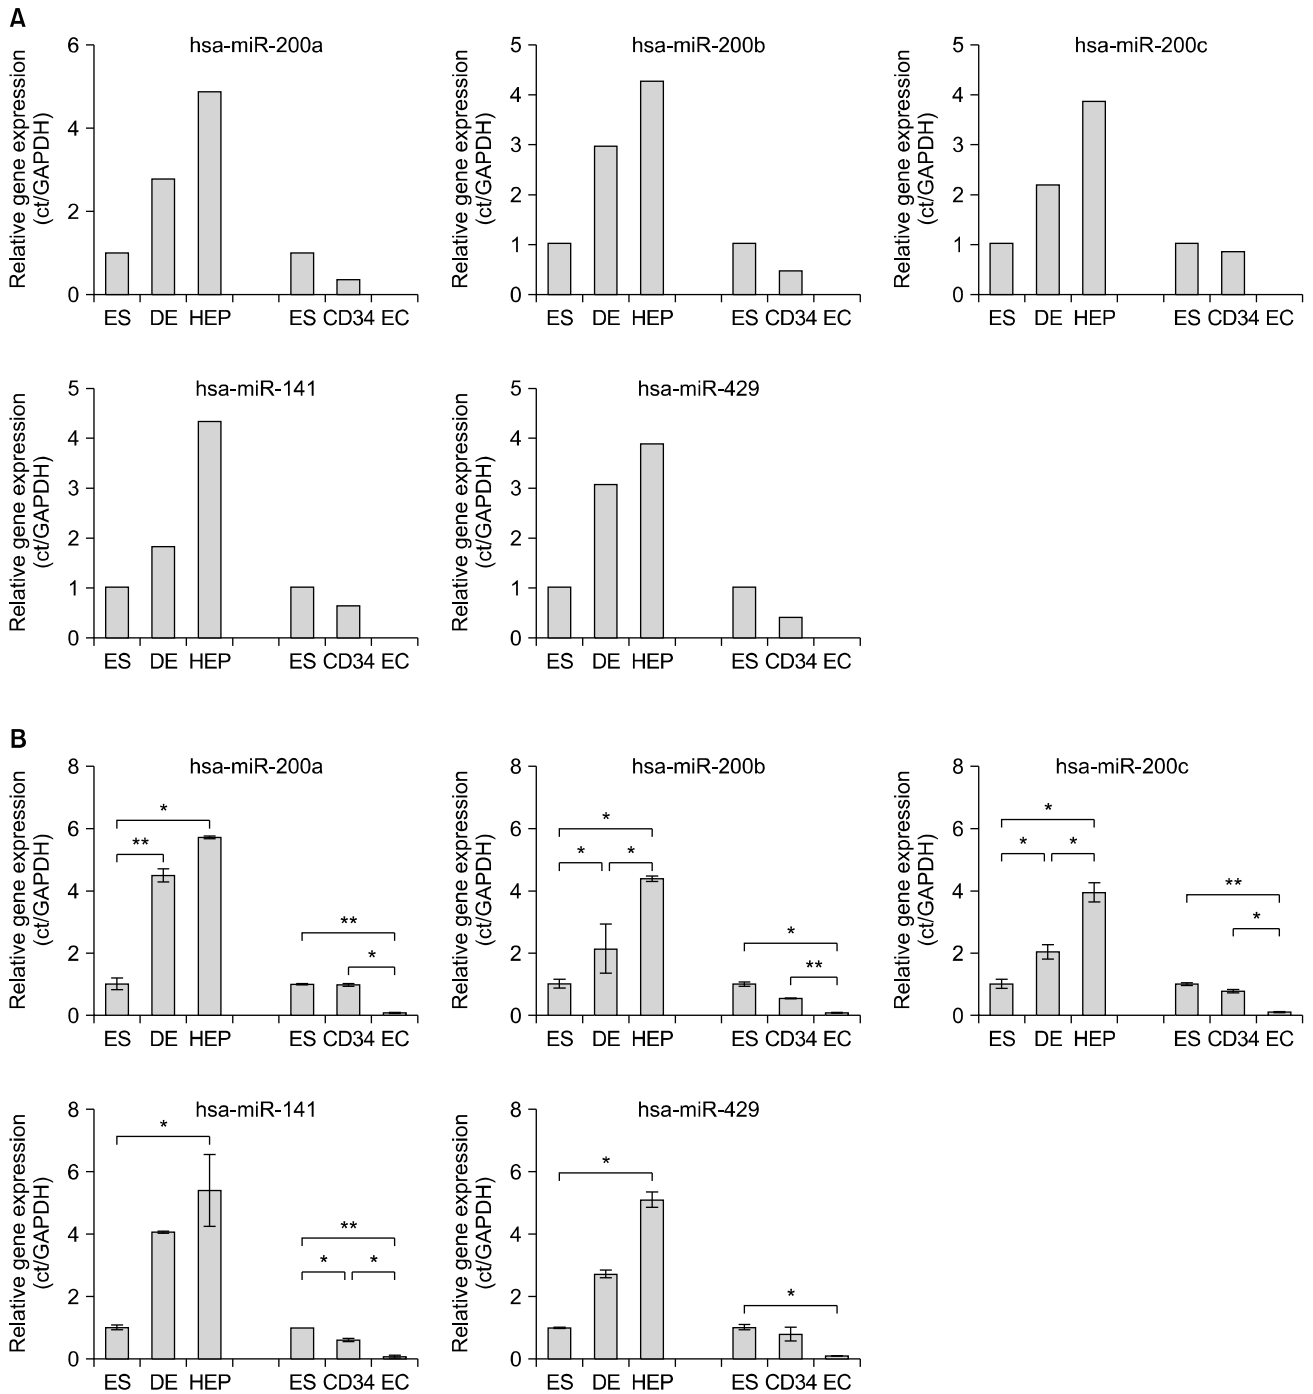 A
hsa-miR-200a
Relative gene expression
(ct/GAPDH)
6
4
2
0
ES DE HEP ES CD34 EC
hsa-miR-200b
Relative gene expression
(ct/GAPDH)
5
4
3
2
1
0
ES DE HEP ES CD34 EC
hsa-miR-200c
Relative gene expression
(ct/GAPDH)
5
4
3
2
1
0
ES DE HEP ES CD34 EC
hsa-miR-141
Relative gene expression
(ct/GAPDH)
5
4
3
2
1
0
ES DE HEP ES CD34 EC
hsa-miR-429
Relative gene expression
(ct/GAPDH)
5
4
3
2
1
0
ES DE HEP ES CD34 EC
B
hsa-miR-200a
Relative gene expression
(ct/GAPDH)
8
6
4
2
0
*
**
**
*
ES DE HEP ES CD34 EC
hsa-miR-200b
Relative gene expression
(ct/GAPDH)
8
6
4
2
0
*
* *
*
**
ES DE HEP ES CD34 EC
hsa-miR-200c
Relative gene expression
(ct/GAPDH)
8
6
4
2
0
*
* *
**
*
ES DE HEP ES CD34 EC
hsa-miR-141
Relative gene expression
(ct/GAPDH)
8
6
4
2
0
*
**
* *
ES DE HEP ES CD34 EC
hsa-miR-429
Relative gene expression
(ct/GAPDH)
8
6
4
2
0
*
*
ES DE HEP ES CD34 EC